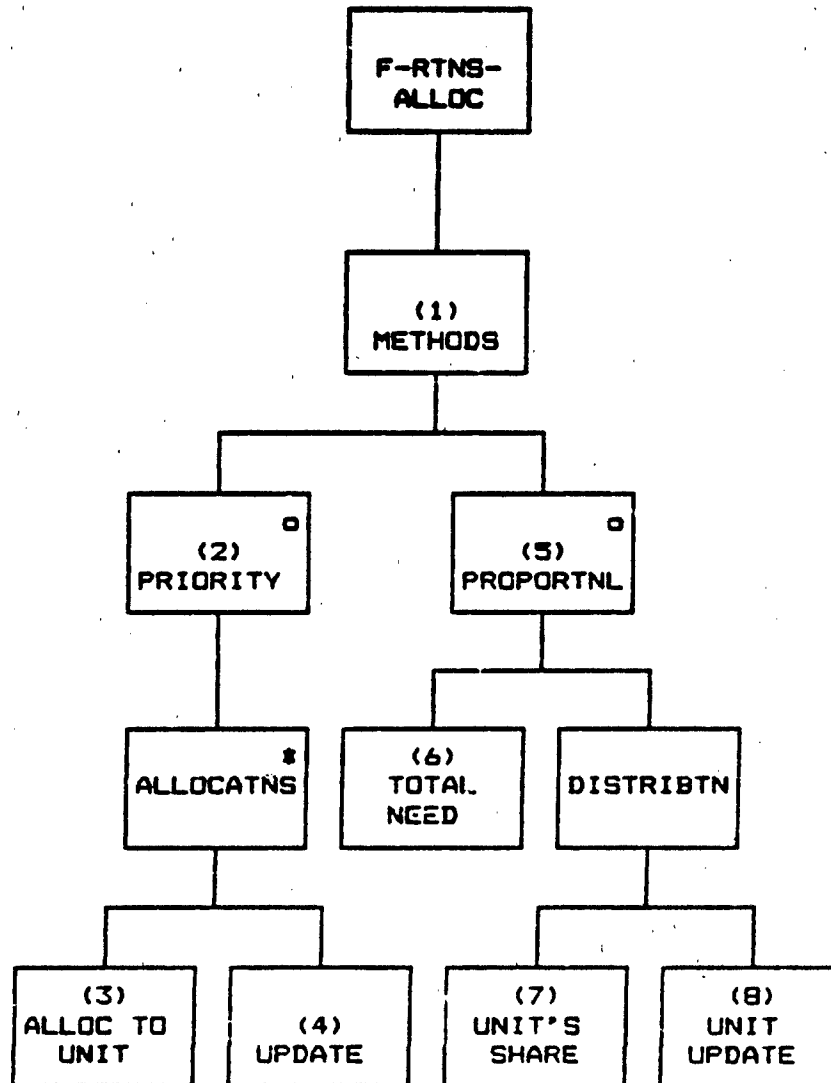 F-RTNS-
ALLOC
(1)
METHODS
o
(2)
PRIORITY
o
(5)
PROPORTNL
*
ALLOCATNS
(6)
TOTAL
NEED
DISTRIBTN
(3)
ALLOC TO
UNIT
(4)
UPDATE
(7)
UNIT'S
SHARE
(8)
UNIT
UPDATE